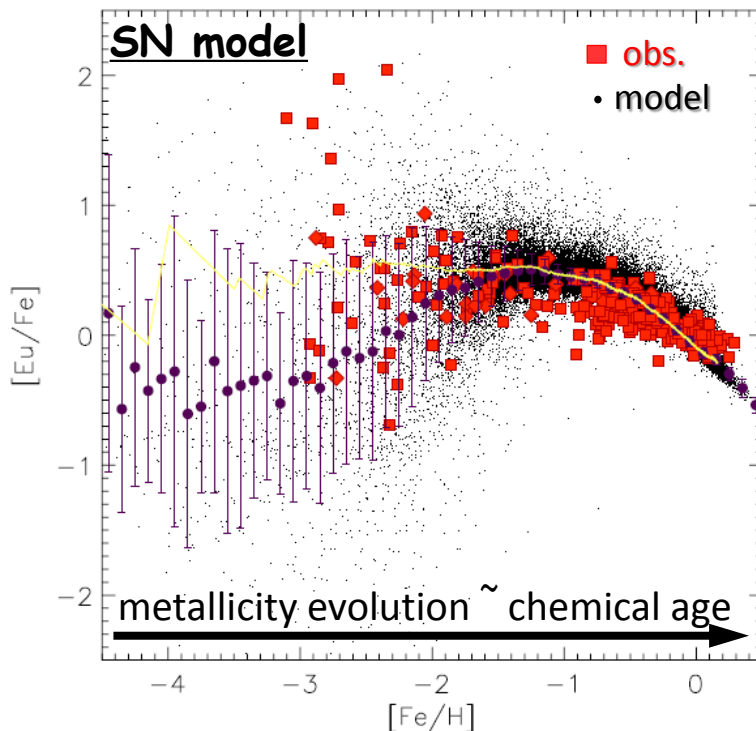 SN model
obs.
• model
2
1
0
−1
−2
[Eu/Fe]
metallicity evolution ~ chemical age
−4
−3
−2
−1
0
[Fe/H]